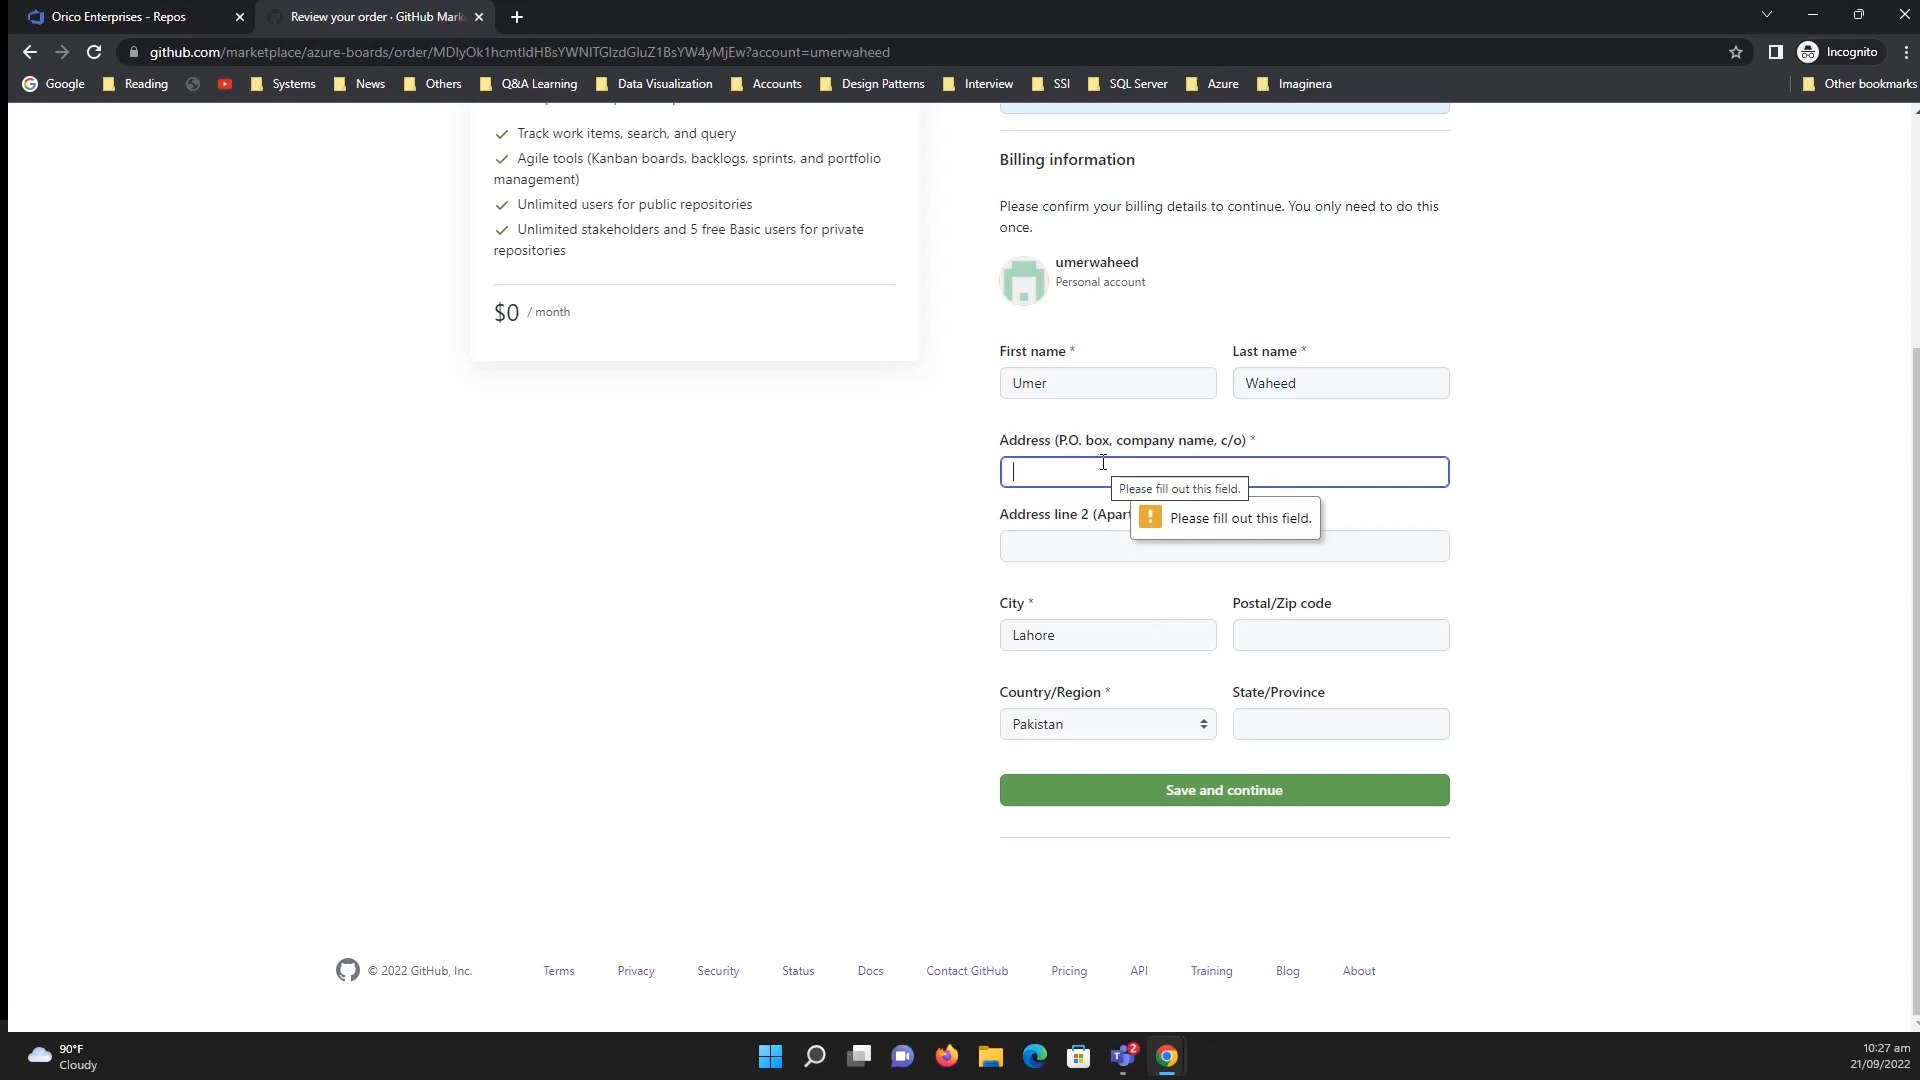 Orico Enterprises - Repos
Review your order · GitHub Mark
github.com/marketplace/azure-boards/order/MDIyOk1hcmtldHBsYWNlTGlzdGluZ1BsYW4yMjEw?account=umerwaheed
Incognito
Google
Reading
Systems
News
Others
Q&A Learning
Data Visualization
Accounts
Design Patterns
Interview
SSI
SQL Server
Azure
Imaginera
Other bookmarks
Track work items, search, and query
Agile tools (Kanban boards, backlogs, sprints, and portfolio
management)
Unlimited users for public repositories
Unlimited stakeholders and 5 free Basic users for private
repositories
$0 / month
Billing information
Please confirm your billing details to continue. You only need to do this
once.
umerwaheed
Personal account
First name *
Last name *
Umer
Waheed
Address (P.O. box, company name, c/o) *
Please fill out this field.
Address line 2 (Apart
Please fill out this field.
City *
Postal/Zip code
Lahore
Country/Region *
State/Province
Pakistan
Save and continue
© 2022 GitHub, Inc.
Terms
Privacy
Security
Status
Docs
Contact GitHub
Pricing
API
Training
Blog
About
90°F
Cloudy
2
10:27 am
21/09/2022